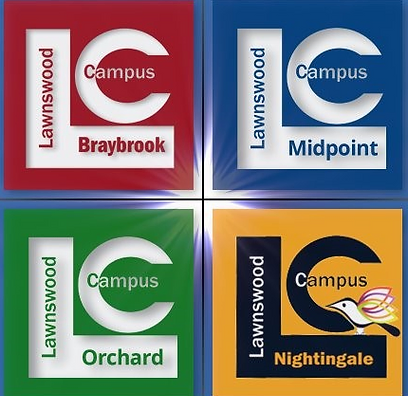 Lawnswood
Campus
Braybrook
Lawnswood
Campus
Midpoint
Lawnswood
Campus
Orchard
Lawnswood
Campus
Nightingale